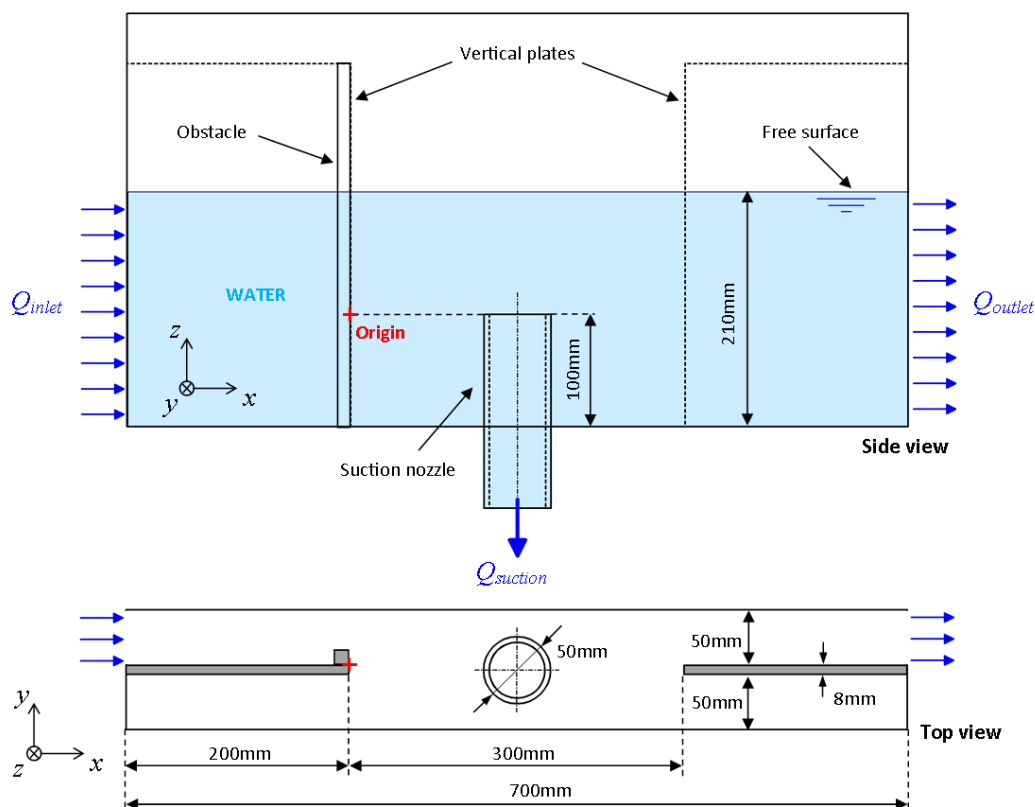 Vertical plates
Obstacle
Free surface
Q_inlet
WATER
Origin
z
y
x
100mm
210mm
Q_outlet
Side view
Suction nozzle
Q_suction
50mm
50mm
50mm
8mm
y
z
x
Top view
200mm
300mm
700mm